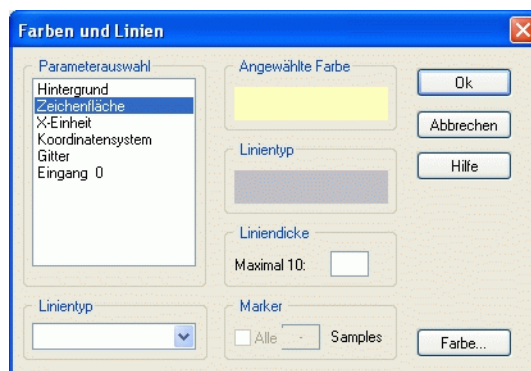 Farben und Linien
Parameterauswahl
Hintergrund
Zeichenfläche
X-Einheit
Koordinatensystem
Gitter
Eingang 0
Angewählte Farbe
Linientyp
Liniendicke
Maximal 10:
Linientyp
Marker
Alle - Samples
Ok
Abbrechen
Hilfe
Farbe...